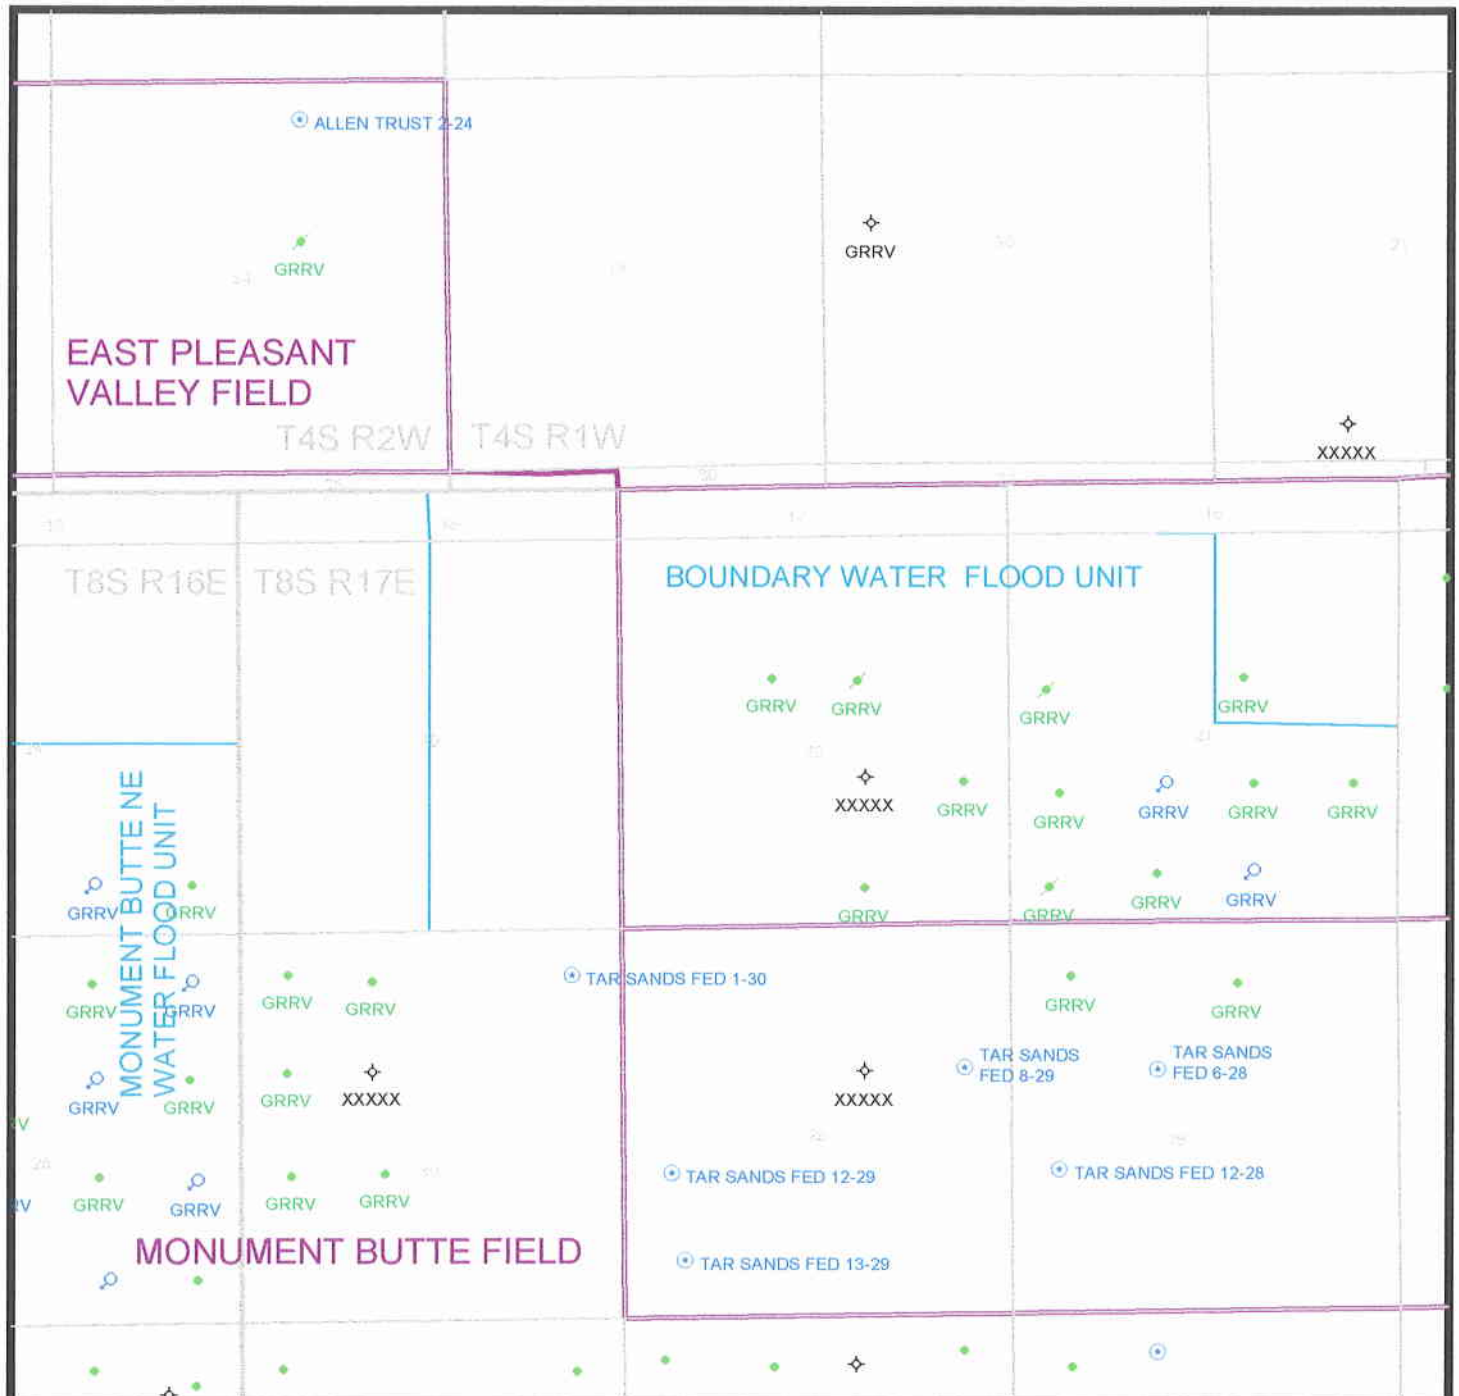 ALLEN TRUST 2-24
GRRV
GRRV
EAST PLEASANT
VALLEY FIELD
T4S R2W
T4S R1W
XXXXX
T8S R16E
T8S R17E
BOUNDARY WATER FLOOD UNIT
GRRV
GRRV
GRRV
GRRV
XXXXX
GRRV
GRRV
GRRV
GRRV
GRRV
MONUMENT BUTTE NE
WATER FLOOD UNIT
GRRV
GRRV
GRRV
GRRV
GRRV
GRRV
TAR SANDS FED 1-30
GRRV
GRRV
GRRV
GRRV
GRRV
GRRV
TAR SANDS
FED 8-29
TAR SANDS
FED 6-28
GRRV
GRRV
GRRV
XXXXX
XXXXX
TAR SANDS FED 12-29
TAR SANDS FED 12-28
GRRV
GRRV
GRRV
GRRV
MONUMENT BUTTE FIELD
TAR SANDS FED 13-29